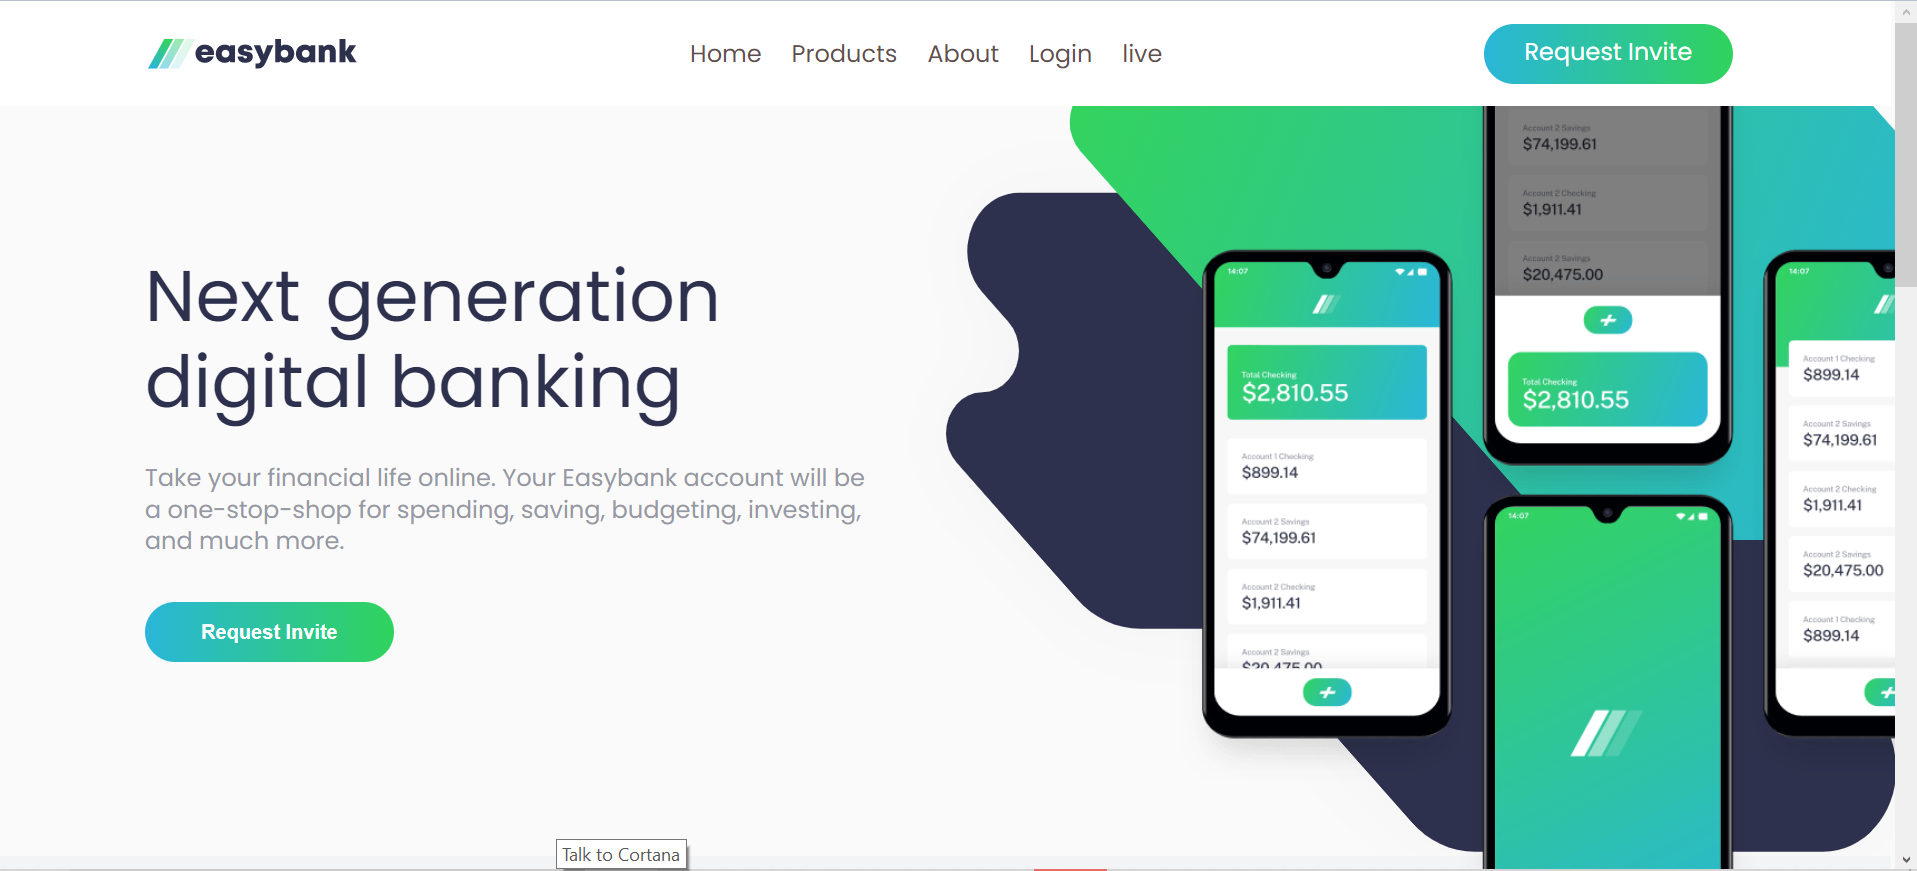 easybank
Home Products About Login live
Request Invite
Next generation
digital banking
Take your financial life online. Your Easybank account will be
a one-stop-shop for spending, saving, budgeting, investing,
and much more.
Request Invite
14:07
Total Checking
$2,810.55
Account 1 Checking
$899.14
Account 2 Savings
$74,199.61
Account 2 Checking
$1,911.41
Account 2 Savings
$20,475.00
Account 2 Savings
$74,199.61
Account 2 Checking
$1,911.41
Account 2 Savings
$20,475.00
Total Checking
$2,810.55
14:07
14:07
Account 1 Checking
$899.14
Account 2 Savings
$74,199.61
Account 2 Checking
$1,911.41
Account 2 Savings
$20,475.00
Account 1 Checking
$899.14
Talk to Cortana